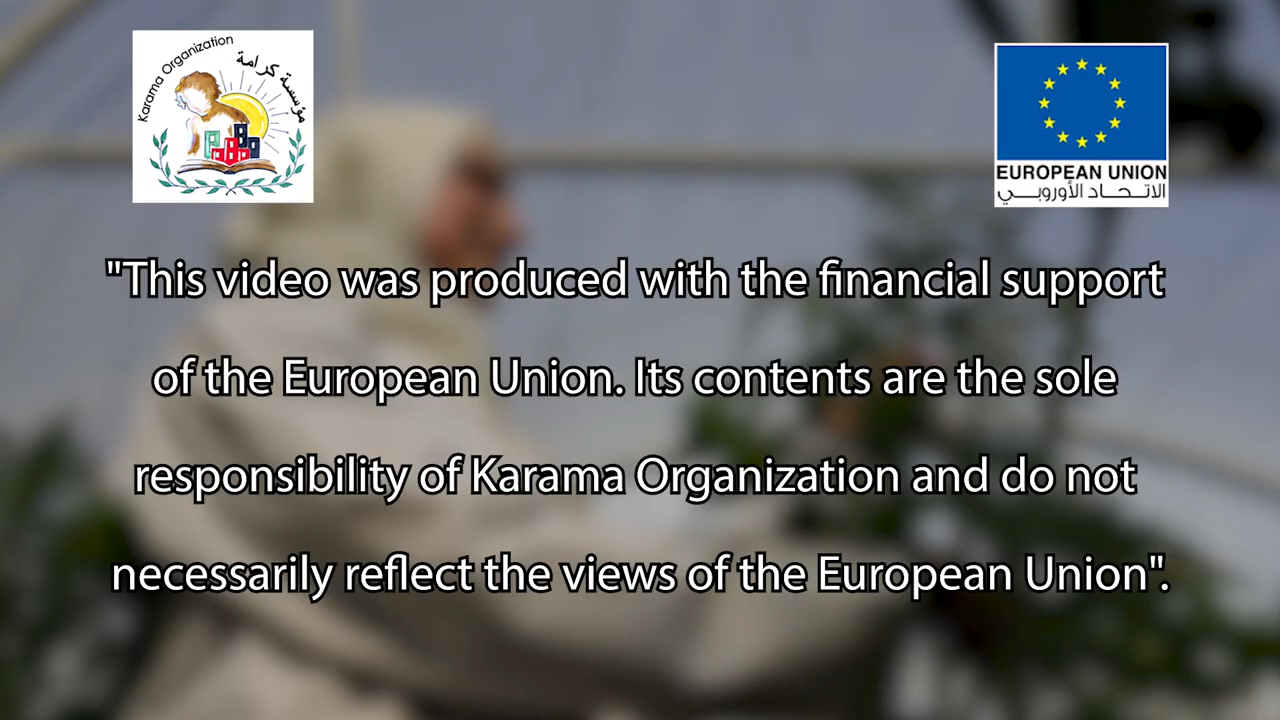 Karama Organization
مؤسسة كرامة
EUROPEAN UNION
الاتـحـاد الأوروبـي
"This video was produced with the financial support
of the European Union. Its contents are the sole
responsibility of Karama Organization and do not
necessarily reflect the views of the European Union".